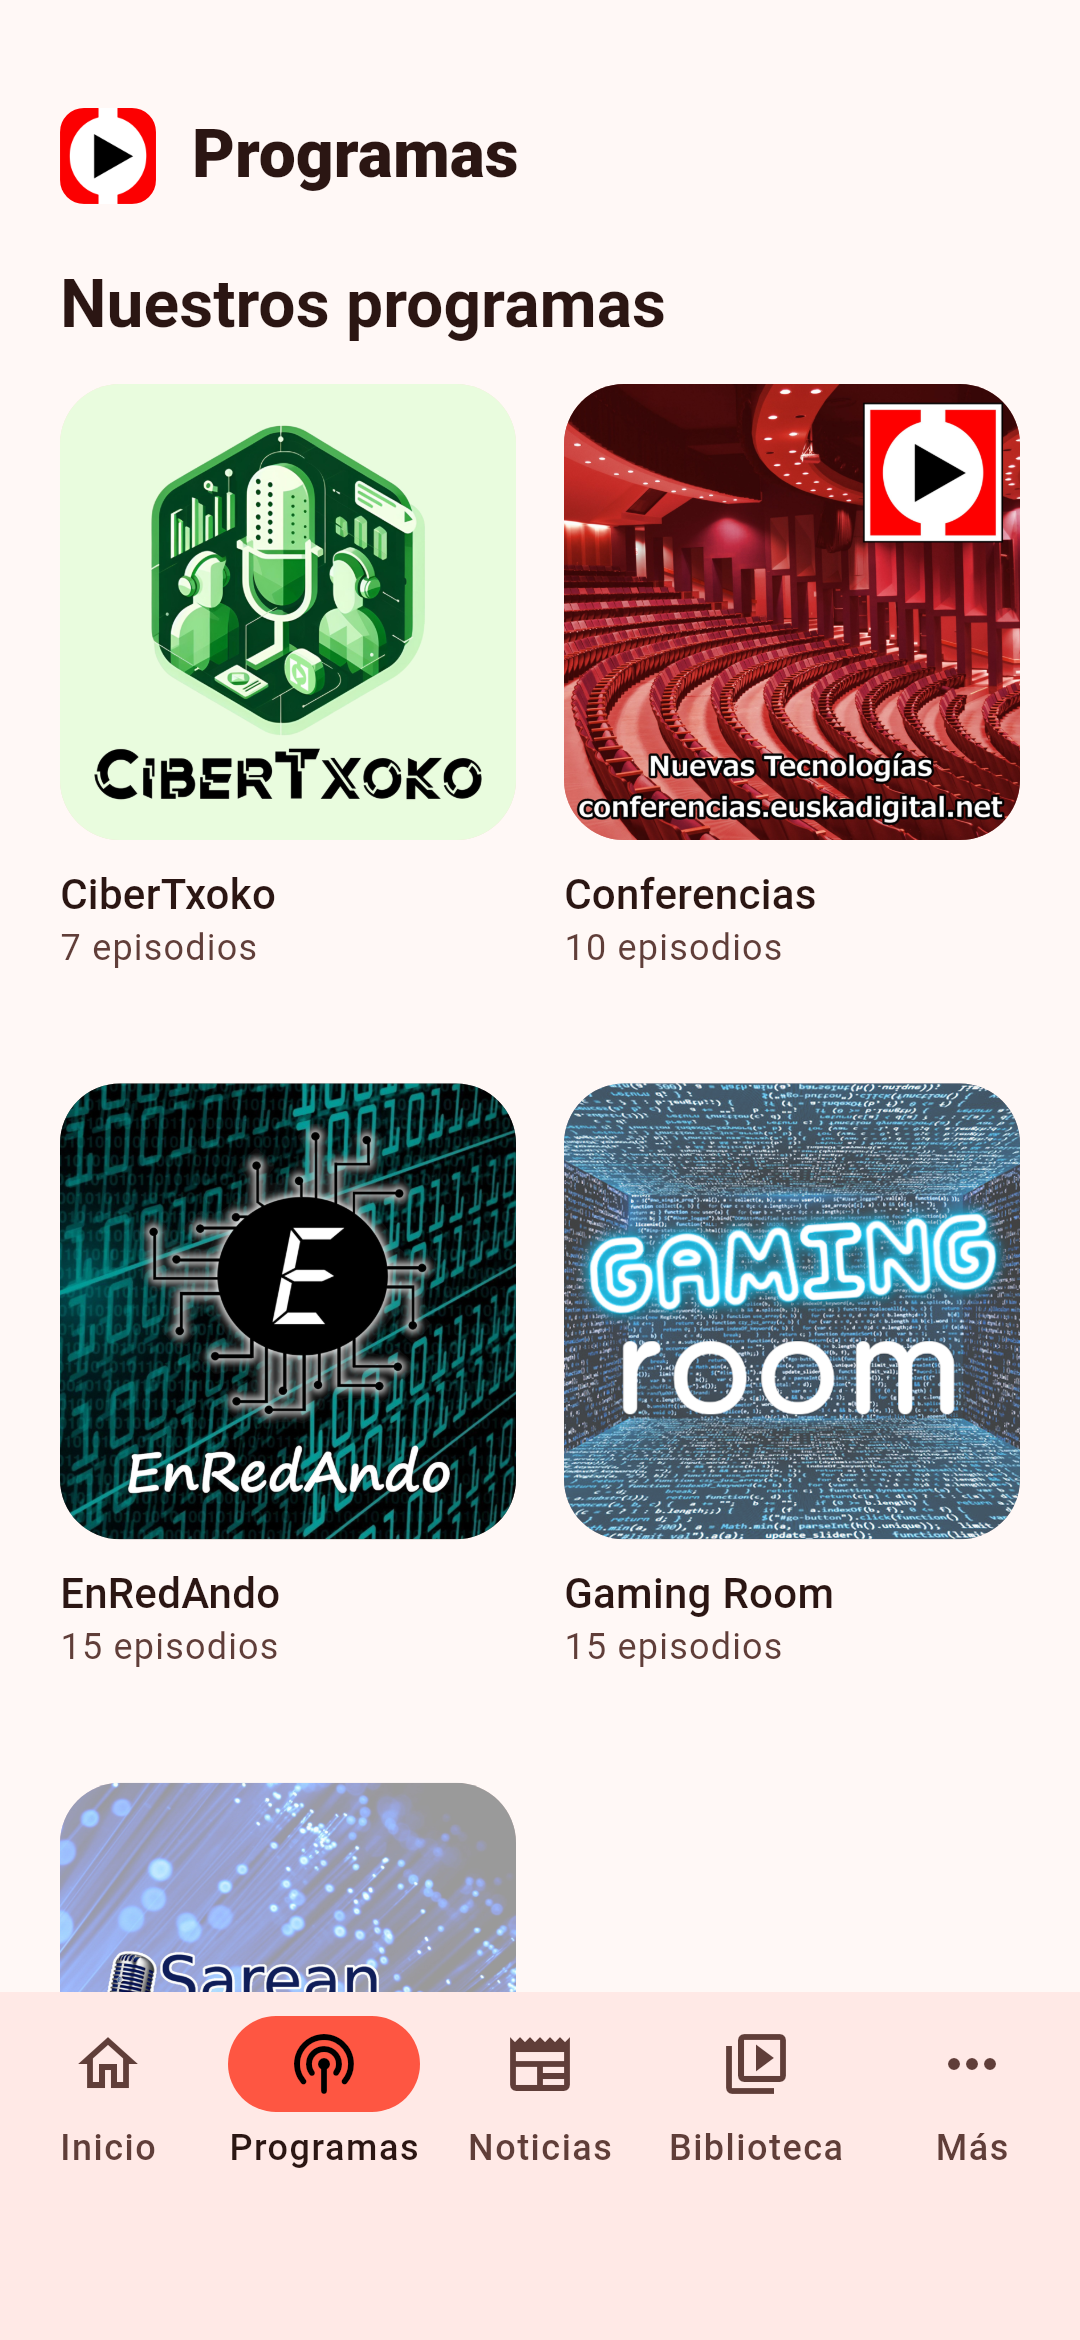 Programas
Nuestros programas
CiberTxoko
Nuevas Tecnologías
conferencias.euskadigital.net
CiberTxoko
7 episodios
Conferencias
10 episodios
E
EnRedAndo
GAMING
room
EnRedAndo
15 episodios
Gaming Room
15 episodios
Sarean
Inicio
Programas
Noticias
Biblioteca
Más